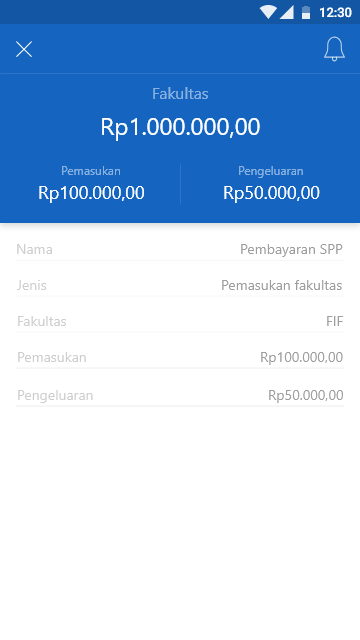 12:30
Fakultas
Rp1.000.000,00
Pemasukan Pengeluaran
Rp100.000,00 Rp50.000,00
Nama Pembayaran SPP
Jenis Pemasukan fakultas
Fakultas FIF
Pemasukan Rp100.000,00
Pengeluaran Rp50.000,00